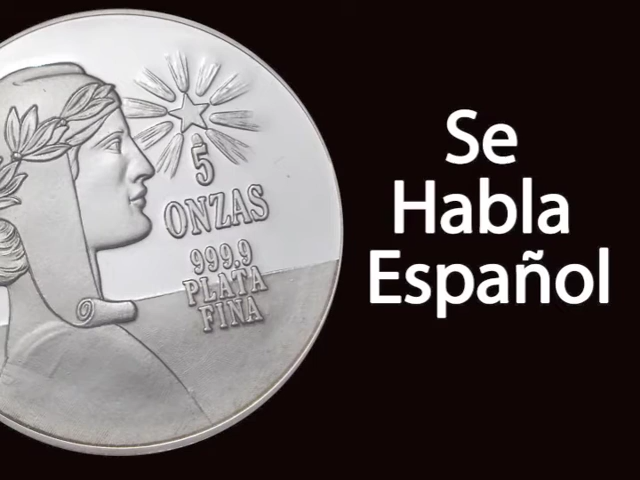 5
ONZAS
999.9
PLATA
FINA
Se
Habla
Español